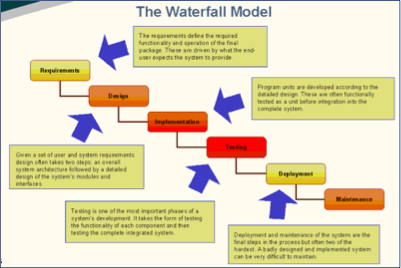 The Waterfall Model
The requirements define the required
functionality and operation of the final
package. These are driven by what the end-
user expects the system to provide.
Requirements
Design
Program units are developed according to the
detailed design. These are often functionally
tested as a unit before integration into the
complete system.
Implementation
Testing
Given a set of user and system requirements
design often takes two steps: an overall
system architecture followed by a detailed
design of the system's modules and
interfaces
Deployment
Maintenance
Testing is one of the most important phases of a
system's development. It takes the form of testing
the functionality of each component and then
testing the complete integrated system.
Deployment and maintenance of the system are the
final steps in the process but often two of the
hardest. A badly designed and implemented system
can be very difficult to maintain.